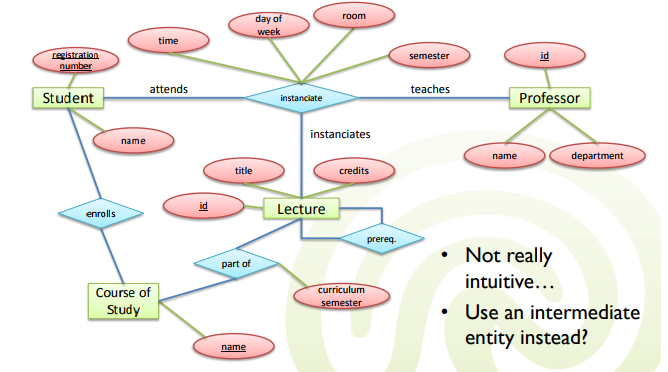 day of
week
room
time
semester
registration
number
id
Student
attends
instanciate
teaches
Professor
name
instanciates
name
department
title
credits
id
Lecture
enrolls
prereq.
part of
curriculum
semester
Course of
Study
name
• Not really
intuitive…
• Use an intermediate
entity instead?